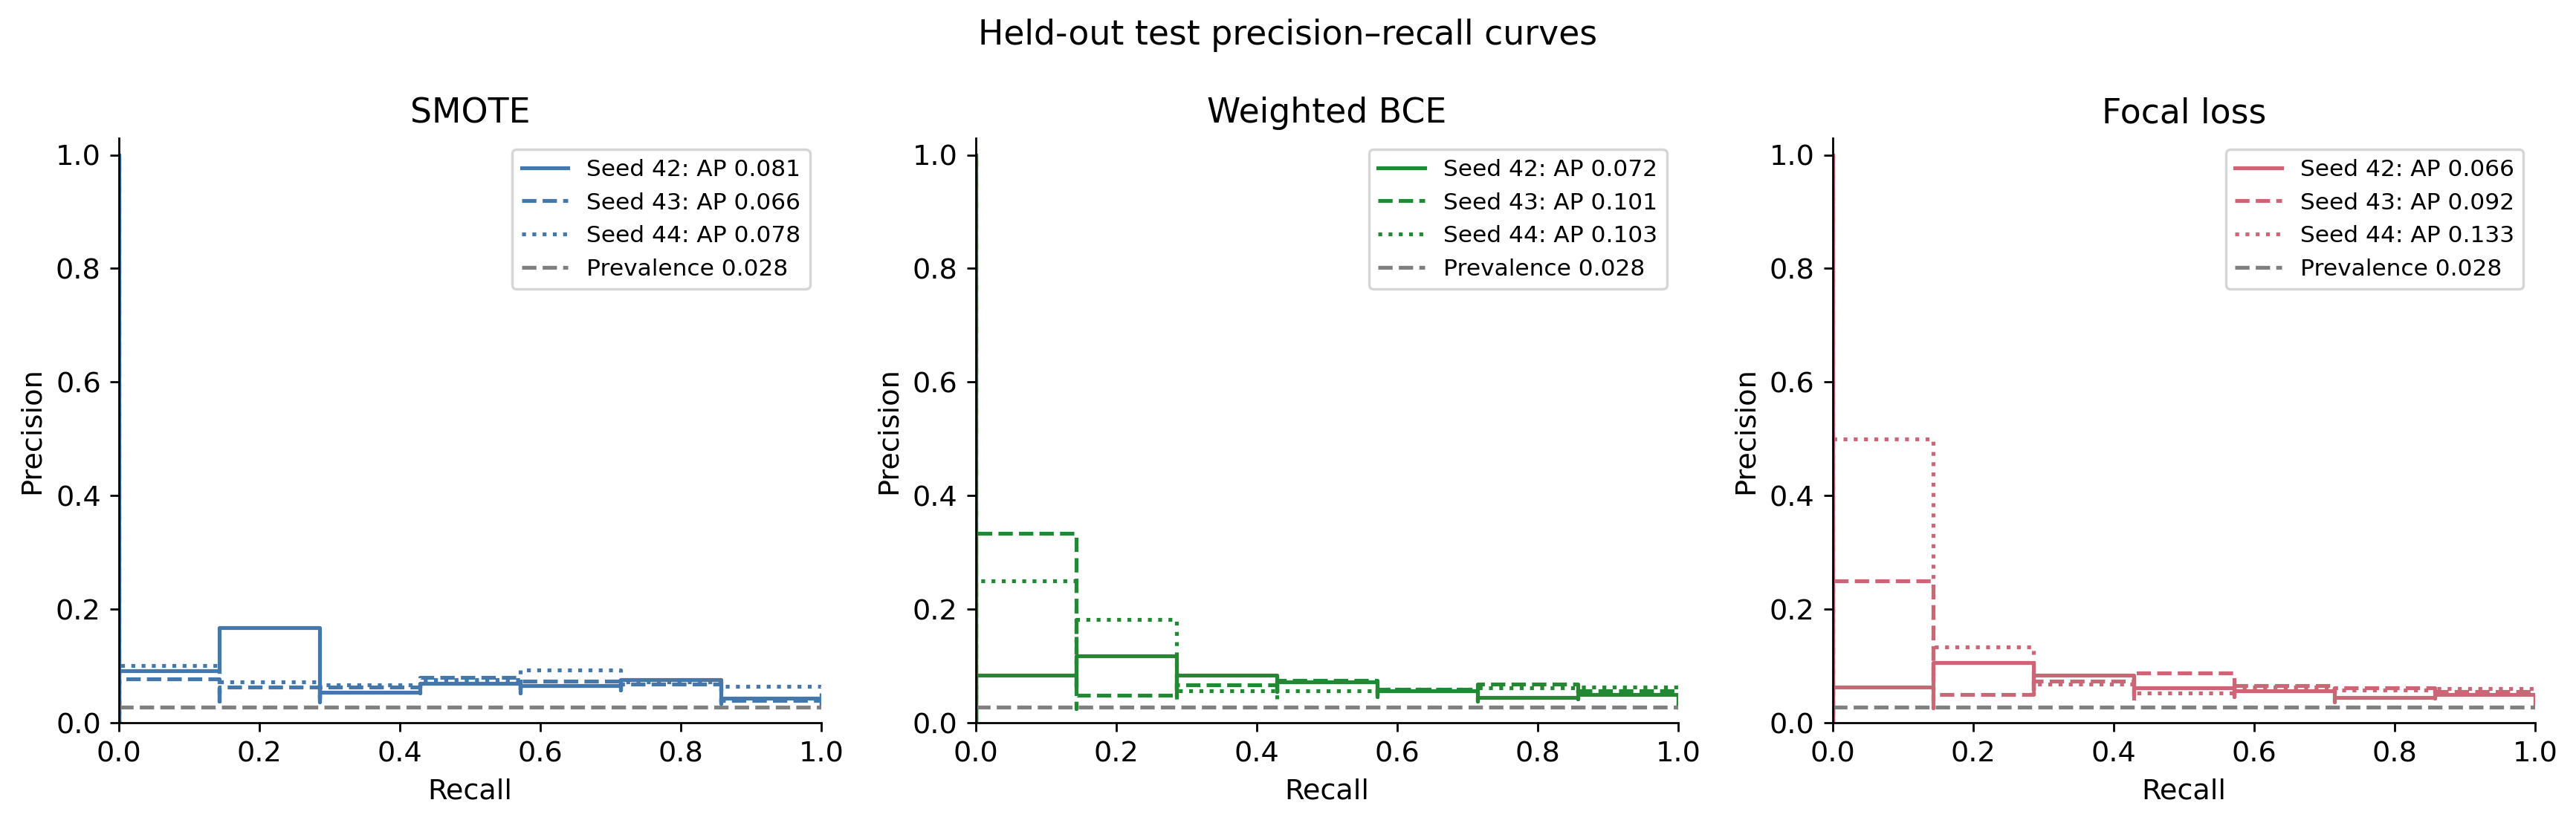 Held-out test precision–recall curves
SMOTE
Precision
1.0
0.8
0.6
0.4
0.2
0.0
Seed 42: AP 0.081
Seed 43: AP 0.066
Seed 44: AP 0.078
Prevalence 0.028
0.0 0.2 0.4 0.6 0.8 1.0
Recall
Weighted BCE
Precision
1.0
0.8
0.6
0.4
0.2
0.0
Seed 42: AP 0.072
Seed 43: AP 0.101
Seed 44: AP 0.103
Prevalence 0.028
0.0 0.2 0.4 0.6 0.8 1.0
Recall
Focal loss
Precision
1.0
0.8
0.6
0.4
0.2
0.0
Seed 42: AP 0.066
Seed 43: AP 0.092
Seed 44: AP 0.133
Prevalence 0.028
0.0 0.2 0.4 0.6 0.8 1.0
Recall